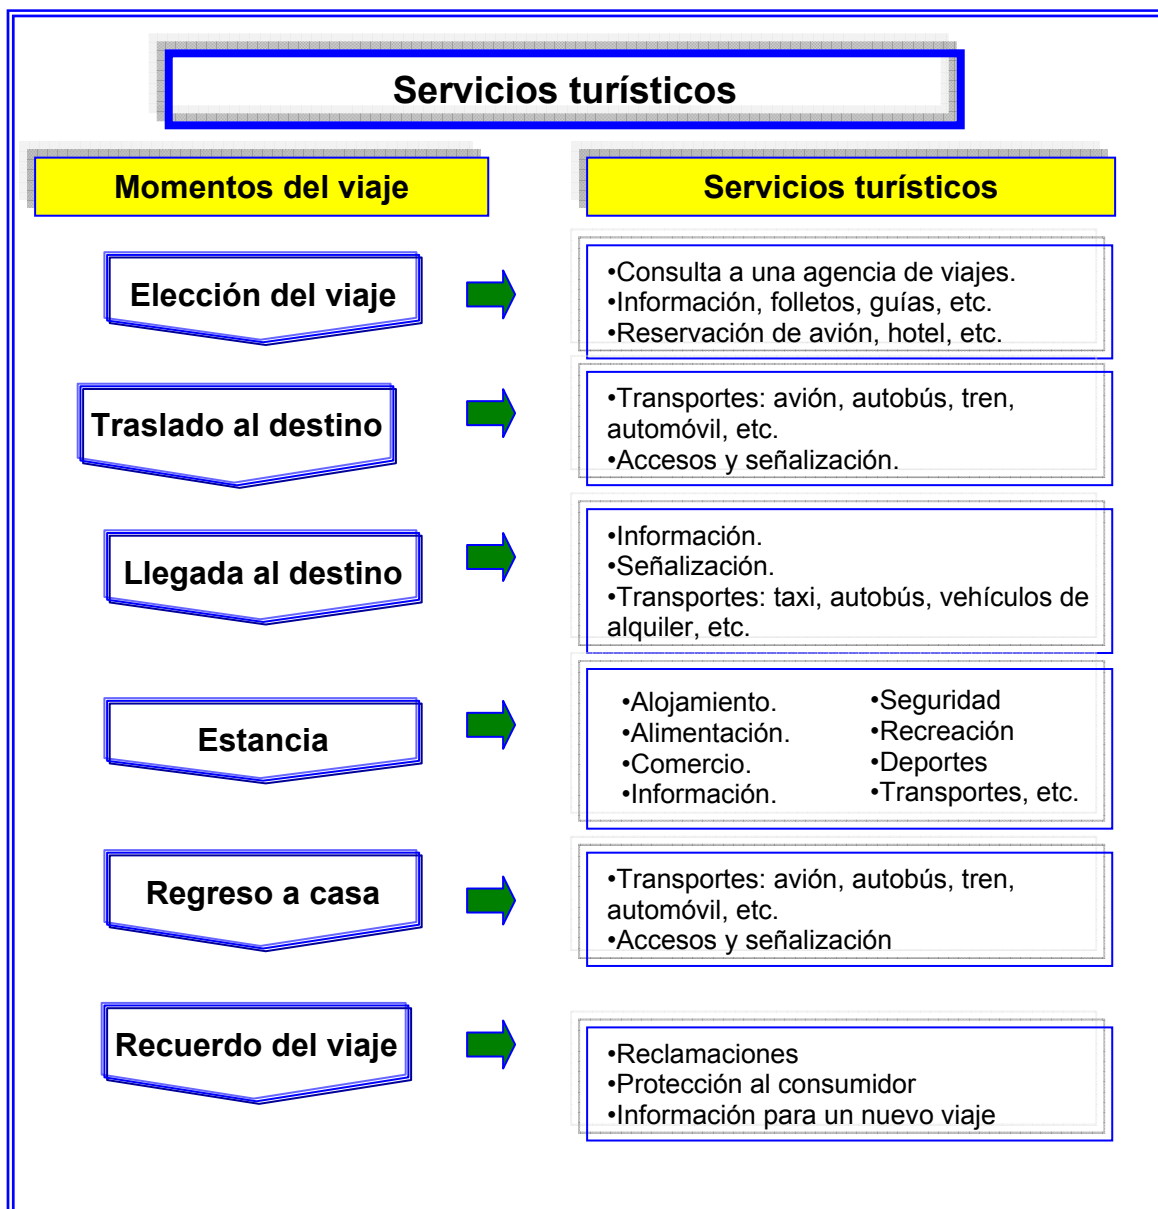 Servicios turísticos
Momentos del viaje
Servicios turísticos
Elección del viaje
•Consulta a una agencia de viajes.
•Información, folletos, guías, etc.
•Reservación de avión, hotel, etc.
Traslado al destino
•Transportes: avión, autobús, tren,
automóvil, etc.
•Accesos y señalización.
Llegada al destino
•Información.
•Señalización.
•Transportes: taxi, autobús, vehículos de
alquiler, etc.
Estancia
•Alojamiento.
•Alimentación.
•Comercio.
•Información.
•Seguridad
•Recreación
•Deportes
•Transportes, etc.
Regreso a casa
•Transportes: avión, autobús, tren,
automóvil, etc.
•Accesos y señalización
Recuerdo del viaje
•Reclamaciones
•Protección al consumidor
•Información para un nuevo viaje